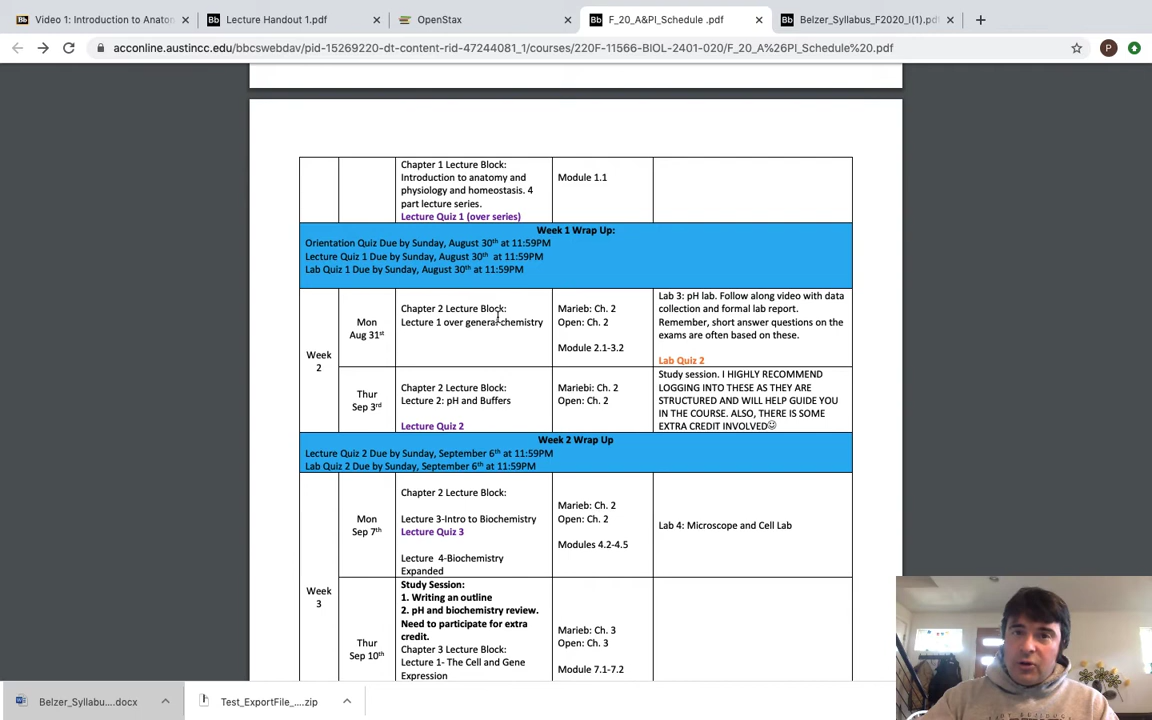 Video 1: Introduction to Anaton
Lecture Handout 1.pdf
OpenStax
F_20_A&PI_Schedule .pdf
Belzer_Syllabus_F2020_I(1).pdf
acconline.austincc.edu/bbcswebdav/pid-15269220-dt-content-rid-47244081_1/courses/220F-11566-BIOL-2401-020/F_20_A%26PI_Schedule%20.pdf
P
Chapter 1 Lecture Block:
Introduction to anatomy and
physiology and homeostasis. 4
part lecture series.
Lecture Quiz 1 (over series)
Module 1.1
Week 1 Wrap Up:
Orientation Quiz Due by Sunday, August 30th at 11:59PM
Lecture Quiz 1 Due by Sunday, August 30th at 11:59PM
Lab Quiz 1 Due by Sunday, August 30th at 11:59PM
Week
2
Mon
Aug 31st
Chapter 2 Lecture Block:
Lecture 1 over general chemistry
Marieb: Ch. 2
Open: Ch. 2
Module 2.1-3.2
Lab 3: pH lab. Follow along video with data
collection and formal lab report.
Remember, short answer questions on the
exams are often based on these.
Lab Quiz 2
Thur
Sep 3rd
Chapter 2 Lecture Block:
Lecture 2: pH and Buffers
Lecture Quiz 2
Mariebi: Ch. 2
Open: Ch. 2
Study session. I HIGHLY RECOMMEND
LOGGING INTO THESE AS THEY ARE
STRUCTURED AND WILL HELP GUIDE YOU
IN THE COURSE. ALSO, THERE IS SOME
EXTRA CREDIT INVOLVED☺
Week 2 Wrap Up
Lecture Quiz 2 Due by Sunday, September 6th at 11:59PM
Lab Quiz 2 Due by Sunday, September 6th at 11:59PM
Week
3
Mon
Sep 7th
Chapter 2 Lecture Block:
Lecture 3-Intro to Biochemistry
Lecture Quiz 3
Lecture 4-Biochemistry
Expanded
Marieb: Ch. 2
Open: Ch. 2
Modules 4.2-4.5
Lab 4: Microscope and Cell Lab
Thur
Sep 10th
Study Session:
1. Writing an outline
2. pH and biochemistry review.
Need to participate for extra
credit.
Chapter 3 Lecture Block:
Lecture 1- The Cell and Gene
Expression
Marieb: Ch. 3
Open: Ch. 3
Module 7.1-7.2
Belzer_Syllabu....docx
Test_ExportFile_....zip